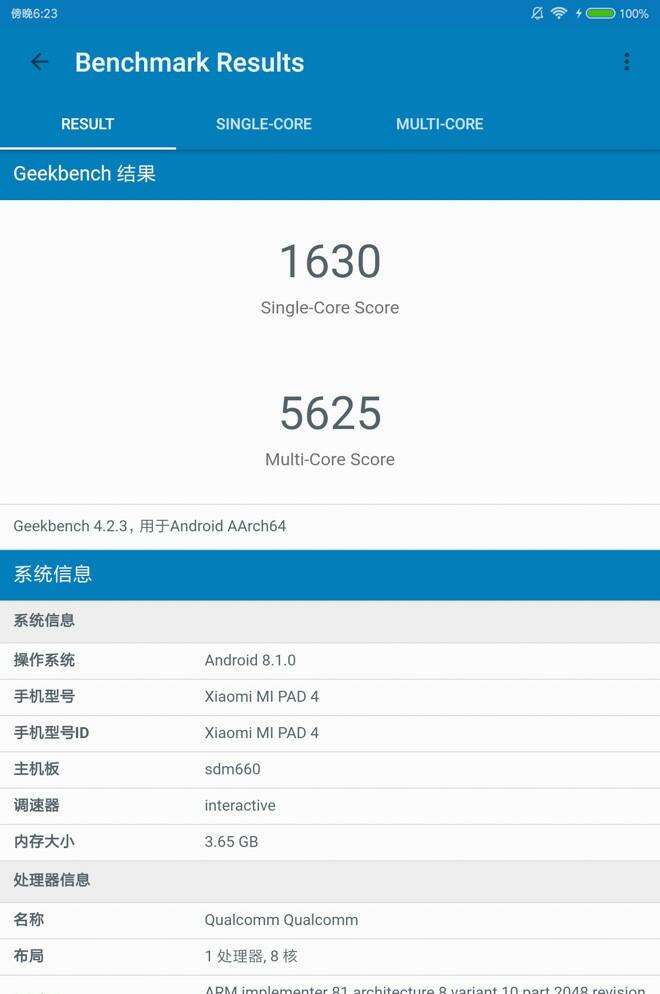 傍晚6:23 100%
Benchmark Results
RESULT SINGLE-CORE MULTI-CORE
Geekbench 结果
1630
Single-Core Score
5625
Multi-Core Score
Geekbench 4.2.3, 用于Android AArch64
系统信息
系统信息
操作系统 Android 8.1.0
手机型号 Xiaomi MI PAD 4
手机型号ID Xiaomi MI PAD 4
主机板 sdm660
调速器 interactive
内存大小 3.65 GB
处理器信息
名称 Qualcomm Qualcomm
布局 1 处理器, 8 核
ARM implementer 81 architecture 8 variant 10 part 2048 revision